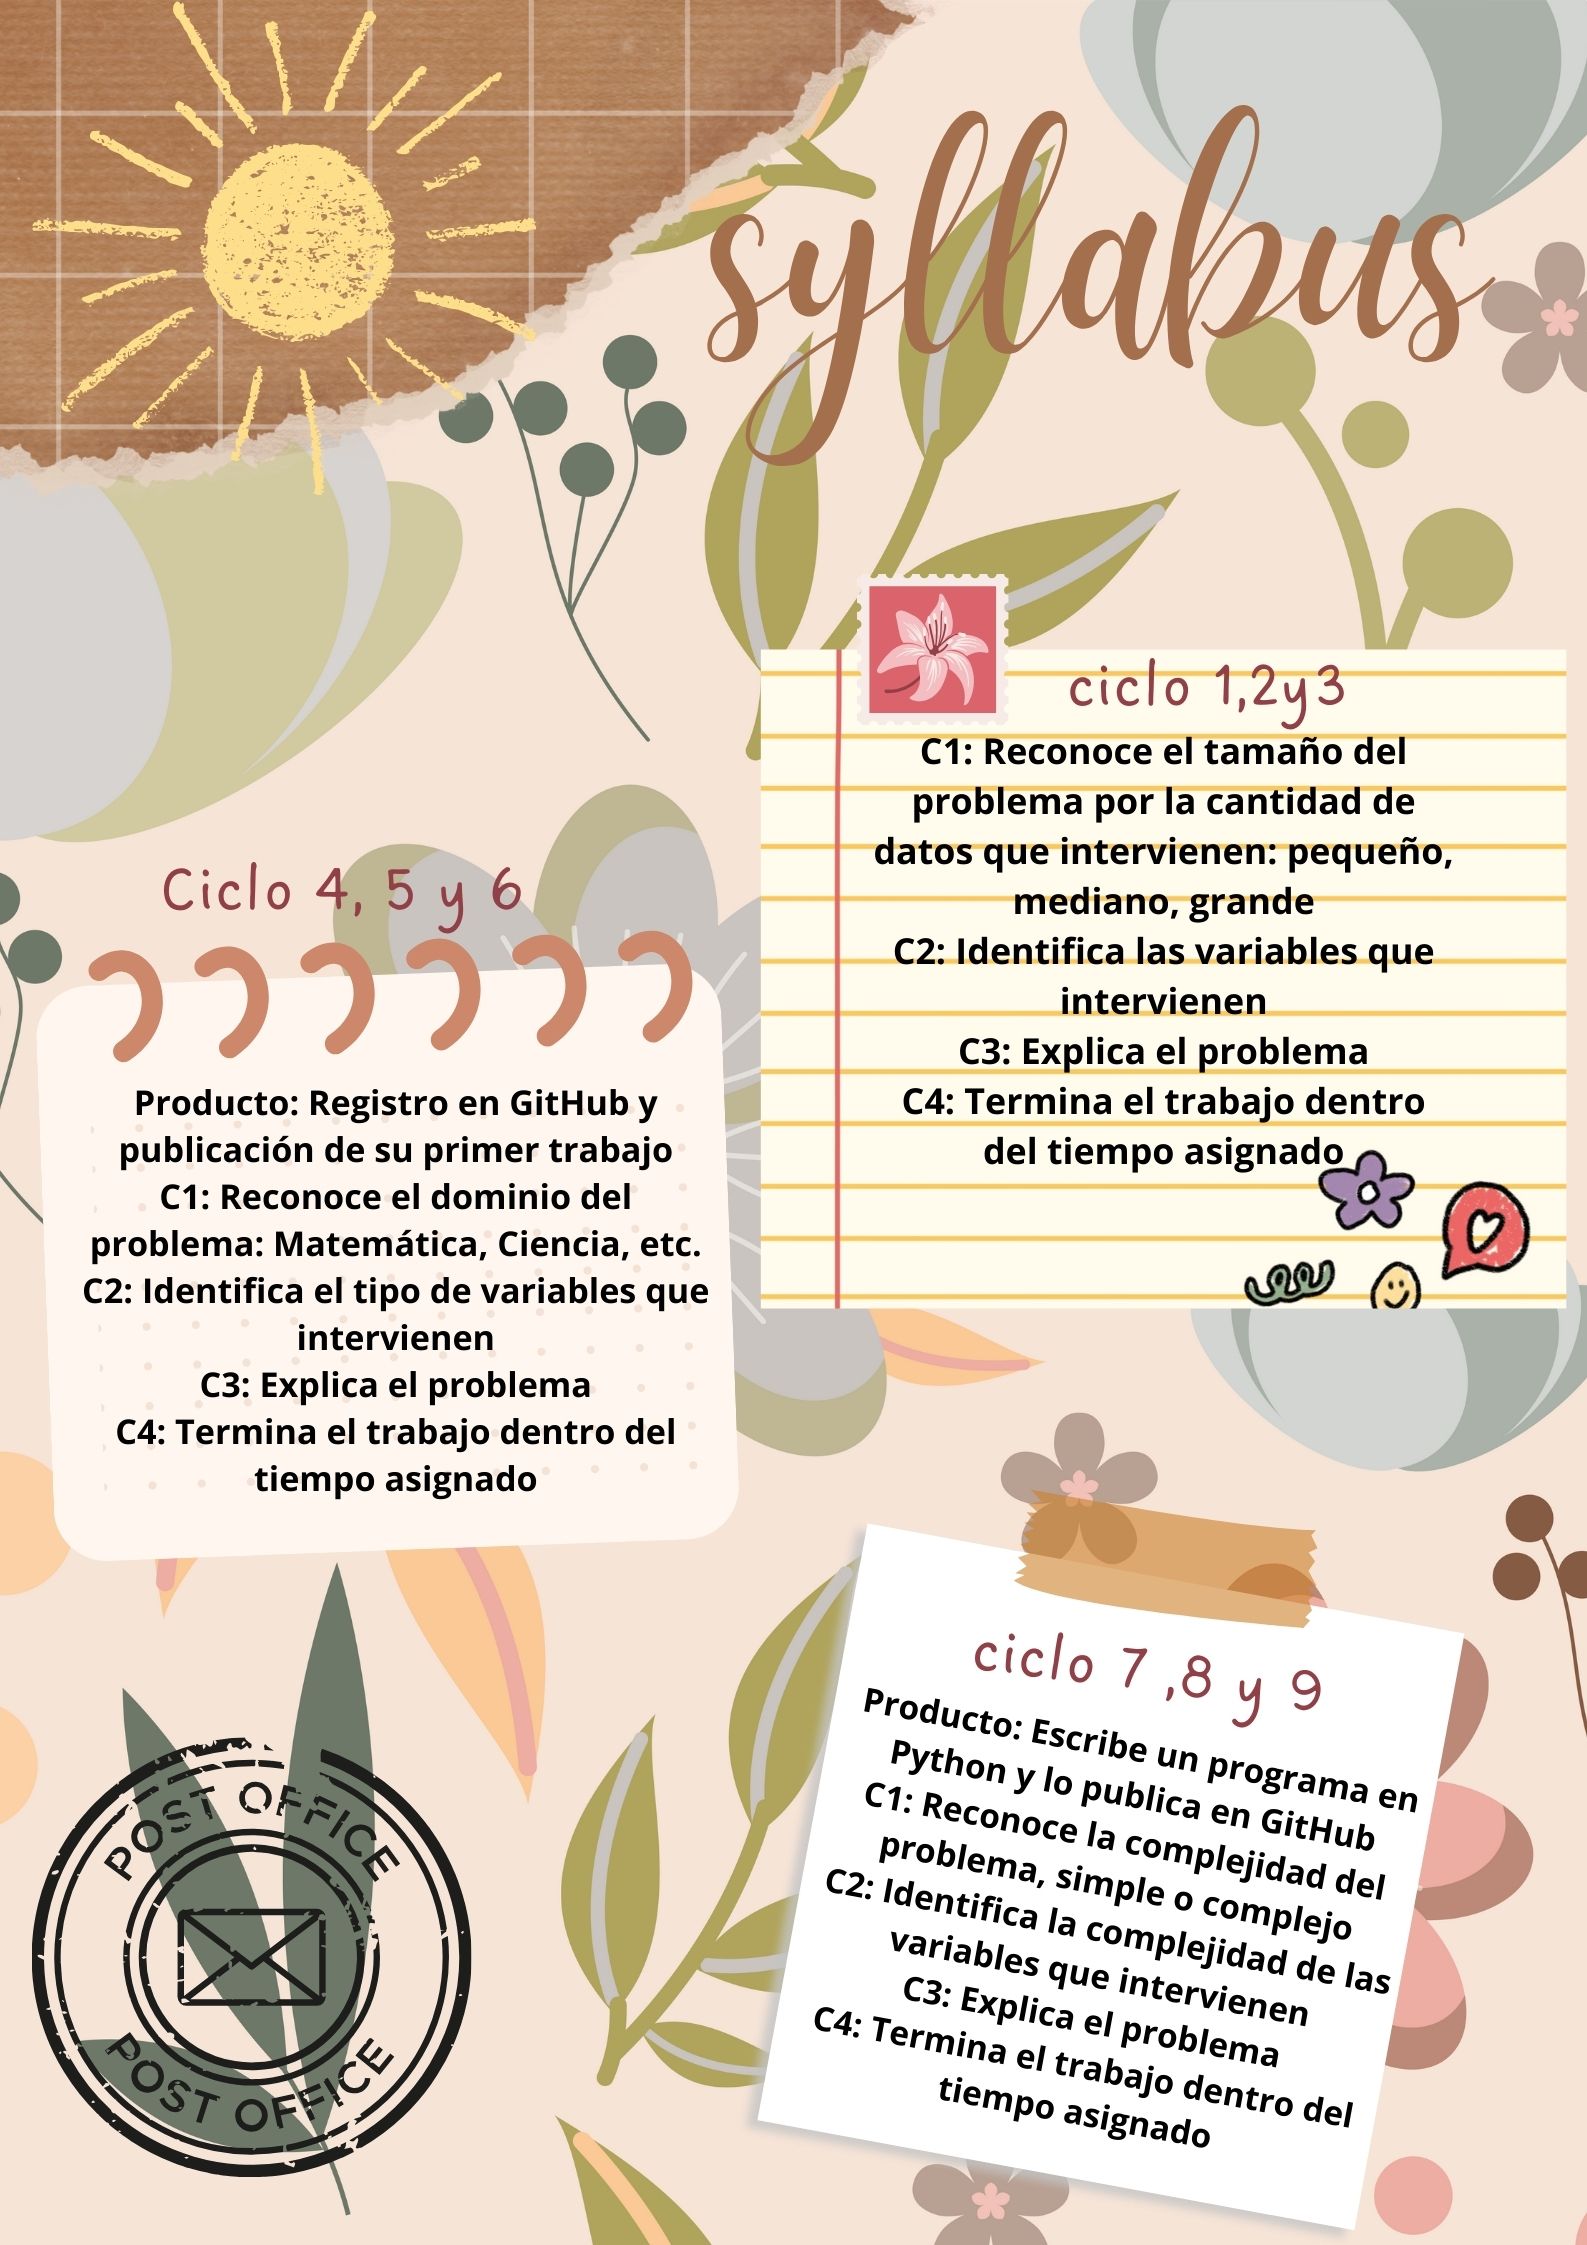 syllabus
ciclo 1,2y3
C1: Reconoce el tamaño del
problema por la cantidad de
datos que intervienen: pequeño,
mediano, grande
C2: Identifica las variables que
intervienen
C3: Explica el problema
C4: Termina el trabajo dentro
del tiempo asignado
Ciclo 4, 5 y 6
Producto: Registro en GitHub y
publicación de su primer trabajo
C1: Reconoce el dominio del
problema: Matemática, Ciencia, etc.
C2: Identifica el tipo de variables que
intervienen
C3: Explica el problema
C4: Termina el trabajo dentro del
tiempo asignado
ciclo 7 ,8 y 9
Producto: Escribe un programa en
Python y lo publica en GitHub
C1: Reconoce la complejidad del
problema, simple o complejo
C2: Identifica la complejidad de las
variables que intervienen
C3: Explica el problema
C4: Termina el trabajo dentro del
tiempo asignado
POST OFFICE
POST OFFICE